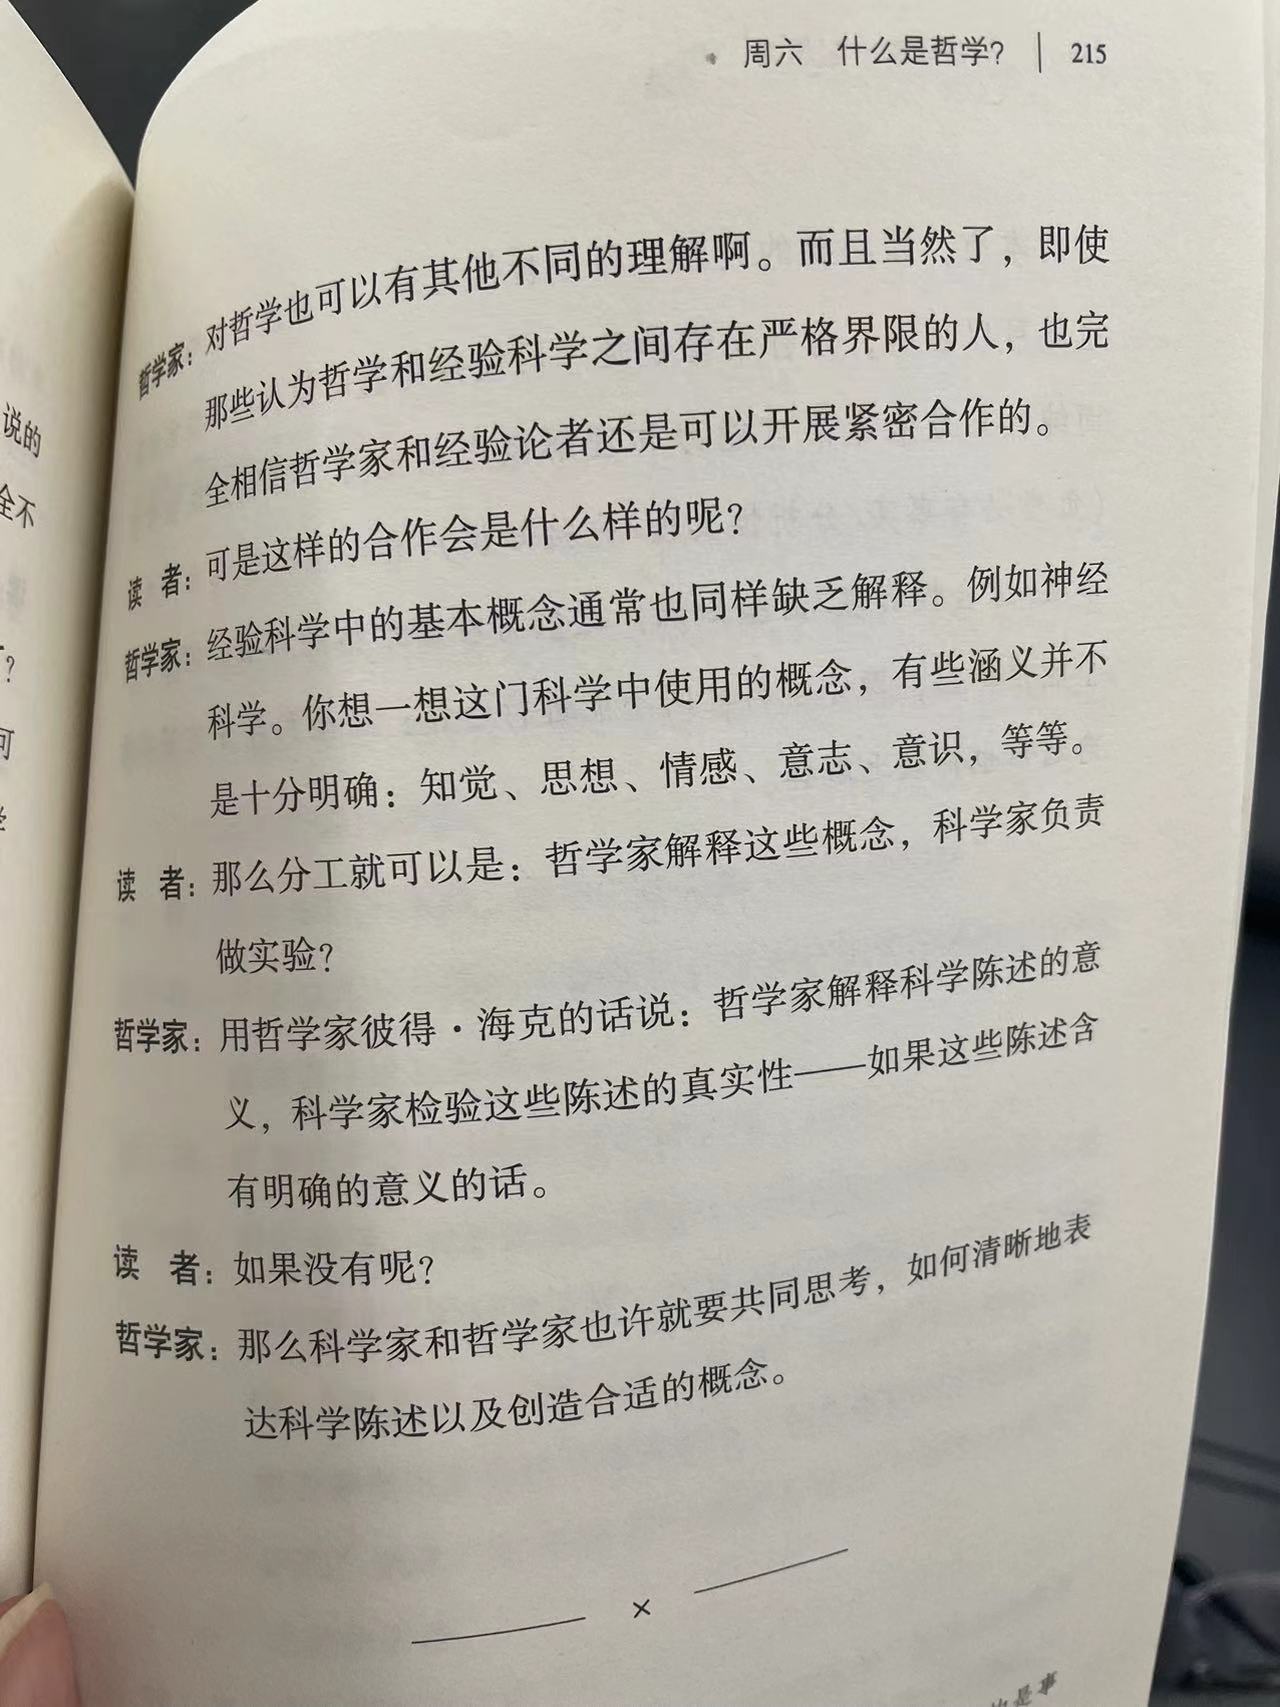 周六 什么是哲学? | 215
哲学家：对哲学也可以有其他不同的理解啊。而且当然了，即使
那些认为哲学和经验科学之间存在严格界限的人，也完
全相信哲学家和经验论者还是可以开展紧密合作的。
读 者：可是这样的合作会是什么样的呢？
哲学家：经验科学中的基本概念通常也同样缺乏解释。例如神经
科学。你想一想这门科学中使用的概念，有些涵义并不
是十分明确：知觉、思想、情感、意志、意识，等等。
读 者：那么分工就可以是：哲学家解释这些概念，科学家负责
做实验？
哲学家：用哲学家彼得·海克的话说：哲学家解释科学陈述的意
义，科学家检验这些陈述的真实性——如果这些陈述含
有明确的意义的话。
读 者：如果没有呢？
哲学家：那么科学家和哲学家也许就要共同思考，如何清晰地表
达科学陈述以及创造合适的概念。
×
说的
全不
？
可
是事